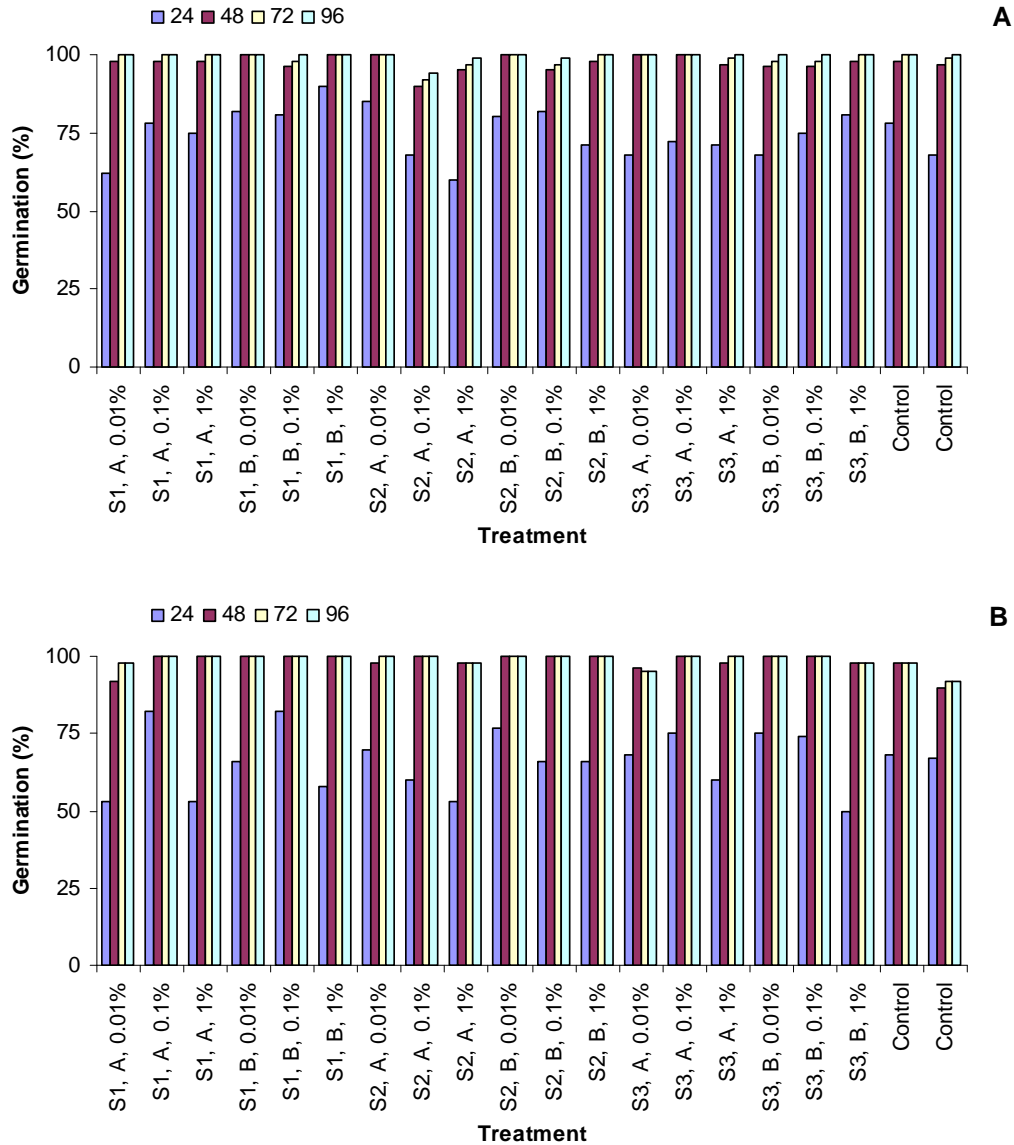 24 48 72 96
A
Germination (%)
100
75
50
25
0
S1, A, 0.01%
S1, A, 0.1%
S1, A, 1%
S1, B, 0.01%
S1, B, 0.1%
S1, B, 1%
S2, A, 0.01%
S2, A, 0.1%
S2, A, 1%
S2, B, 0.01%
S2, B, 0.1%
S2, B, 1%
S3, A, 0.01%
S3, A, 0.1%
S3, A, 1%
S3, B, 0.01%
S3, B, 0.1%
S3, B, 1%
Control
Control
Treatment
24 48 72 96
B
Germination (%)
100
75
50
25
0
S1, A, 0.01%
S1, A, 0.1%
S1, A, 1%
S1, B, 0.01%
S1, B, 0.1%
S1, B, 1%
S2, A, 0.01%
S2, A, 0.1%
S2, A, 1%
S2, B, 0.01%
S2, B, 0.1%
S2, B, 1%
S3, A, 0.01%
S3, A, 0.1%
S3, A, 1%
S3, B, 0.01%
S3, B, 0.1%
S3, B, 1%
Control
Control
Treatment